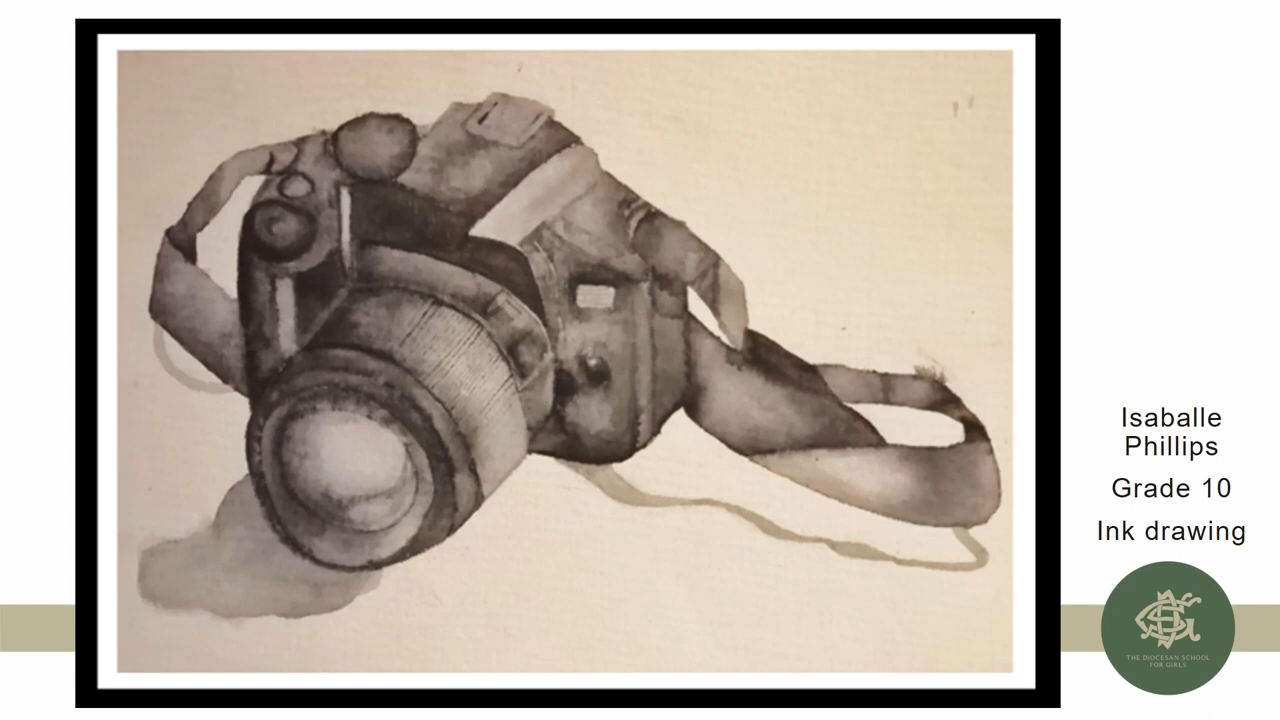 Isaballe
Phillips
Grade 10
Ink drawing
THE DIOCESAN SCHOOL
FOR GIRLS